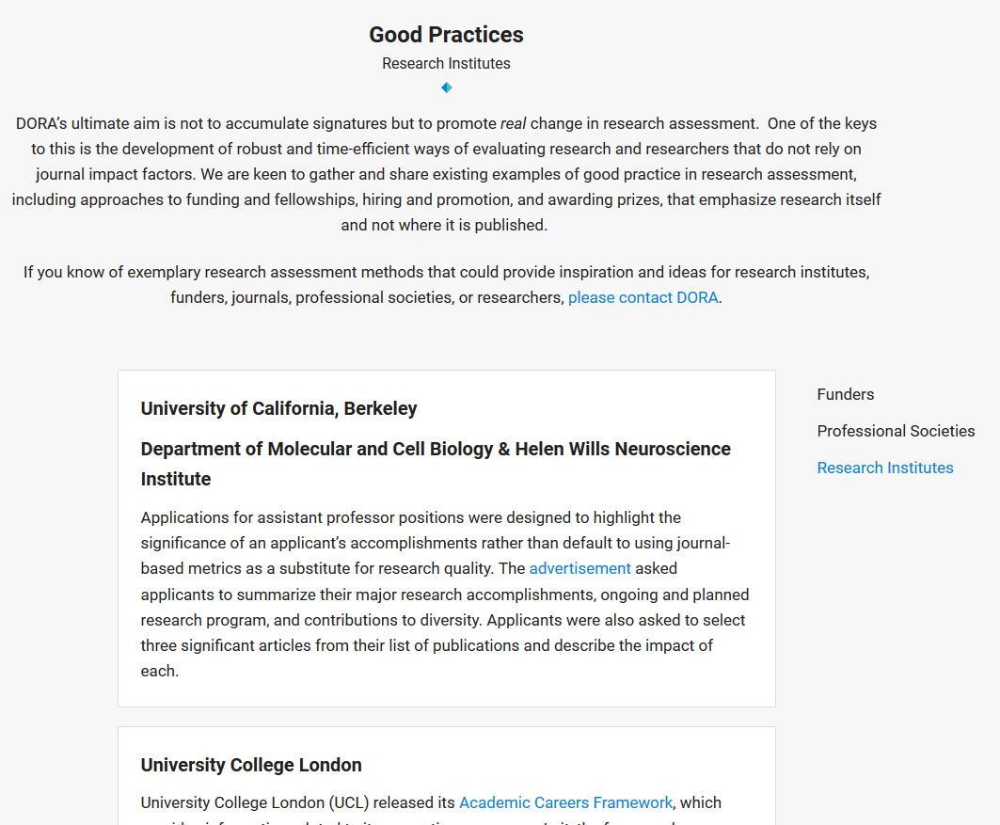 Good Practices
Research Institutes
DORA’s ultimate aim is not to accumulate signatures but to promote real change in research assessment.  One of the keys
to this is the development of robust and time-efficient ways of evaluating research and researchers that do not rely on
journal impact factors. We are keen to gather and share existing examples of good practice in research assessment,
including approaches to funding and fellowships, hiring and promotion, and awarding prizes, that emphasize research itself
and not where it is published.
If you know of exemplary research assessment methods that could provide inspiration and ideas for research institutes,
funders, journals, professional societies, or researchers, please contact DORA.
University of California, Berkeley
Department of Molecular and Cell Biology & Helen Wills Neuroscience
Institute
Applications for assistant professor positions were designed to highlight the
significance of an applicant’s accomplishments rather than default to using journal-
based metrics as a substitute for research quality. The advertisement asked
applicants to summarize their major research accomplishments, ongoing and planned
research program, and contributions to diversity. Applicants were also asked to select
three significant articles from their list of publications and describe the impact of
each.
University College London
University College London (UCL) released its Academic Careers Framework, which
Funders
Professional Societies
Research Institutes